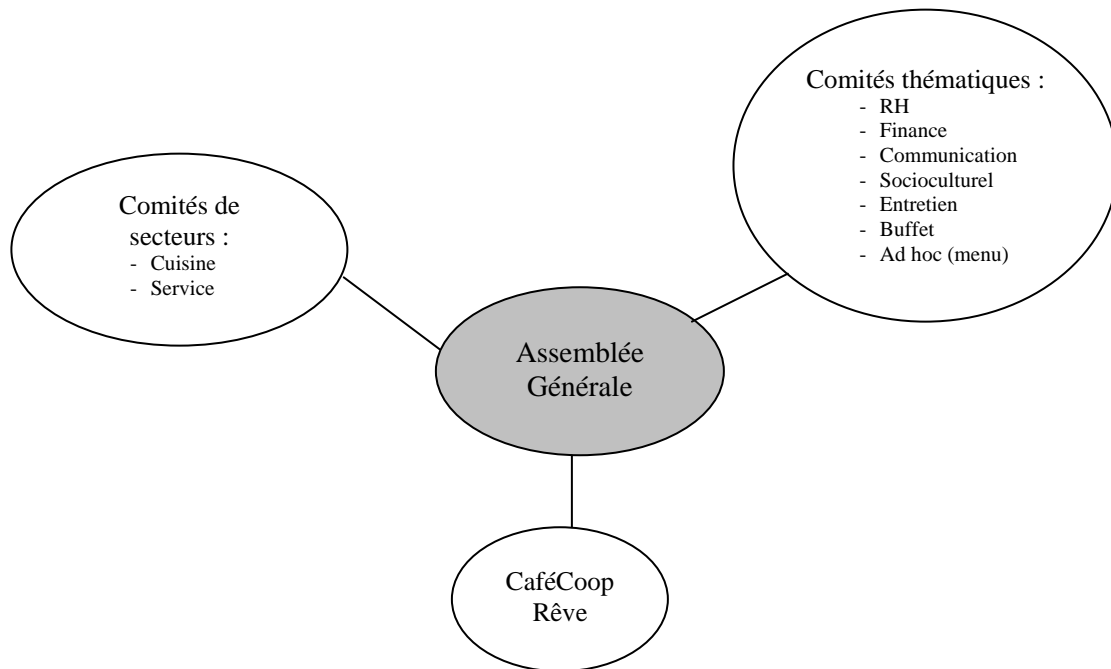 Comités thématiques :
- RH
- Finance
- Communication
- Socioculturel
- Entretien
- Buffet
- Ad hoc (menu)
Comités de
secteurs :
- Cuisine
- Service
Assemblée
Générale
CaféCoop
Rêve